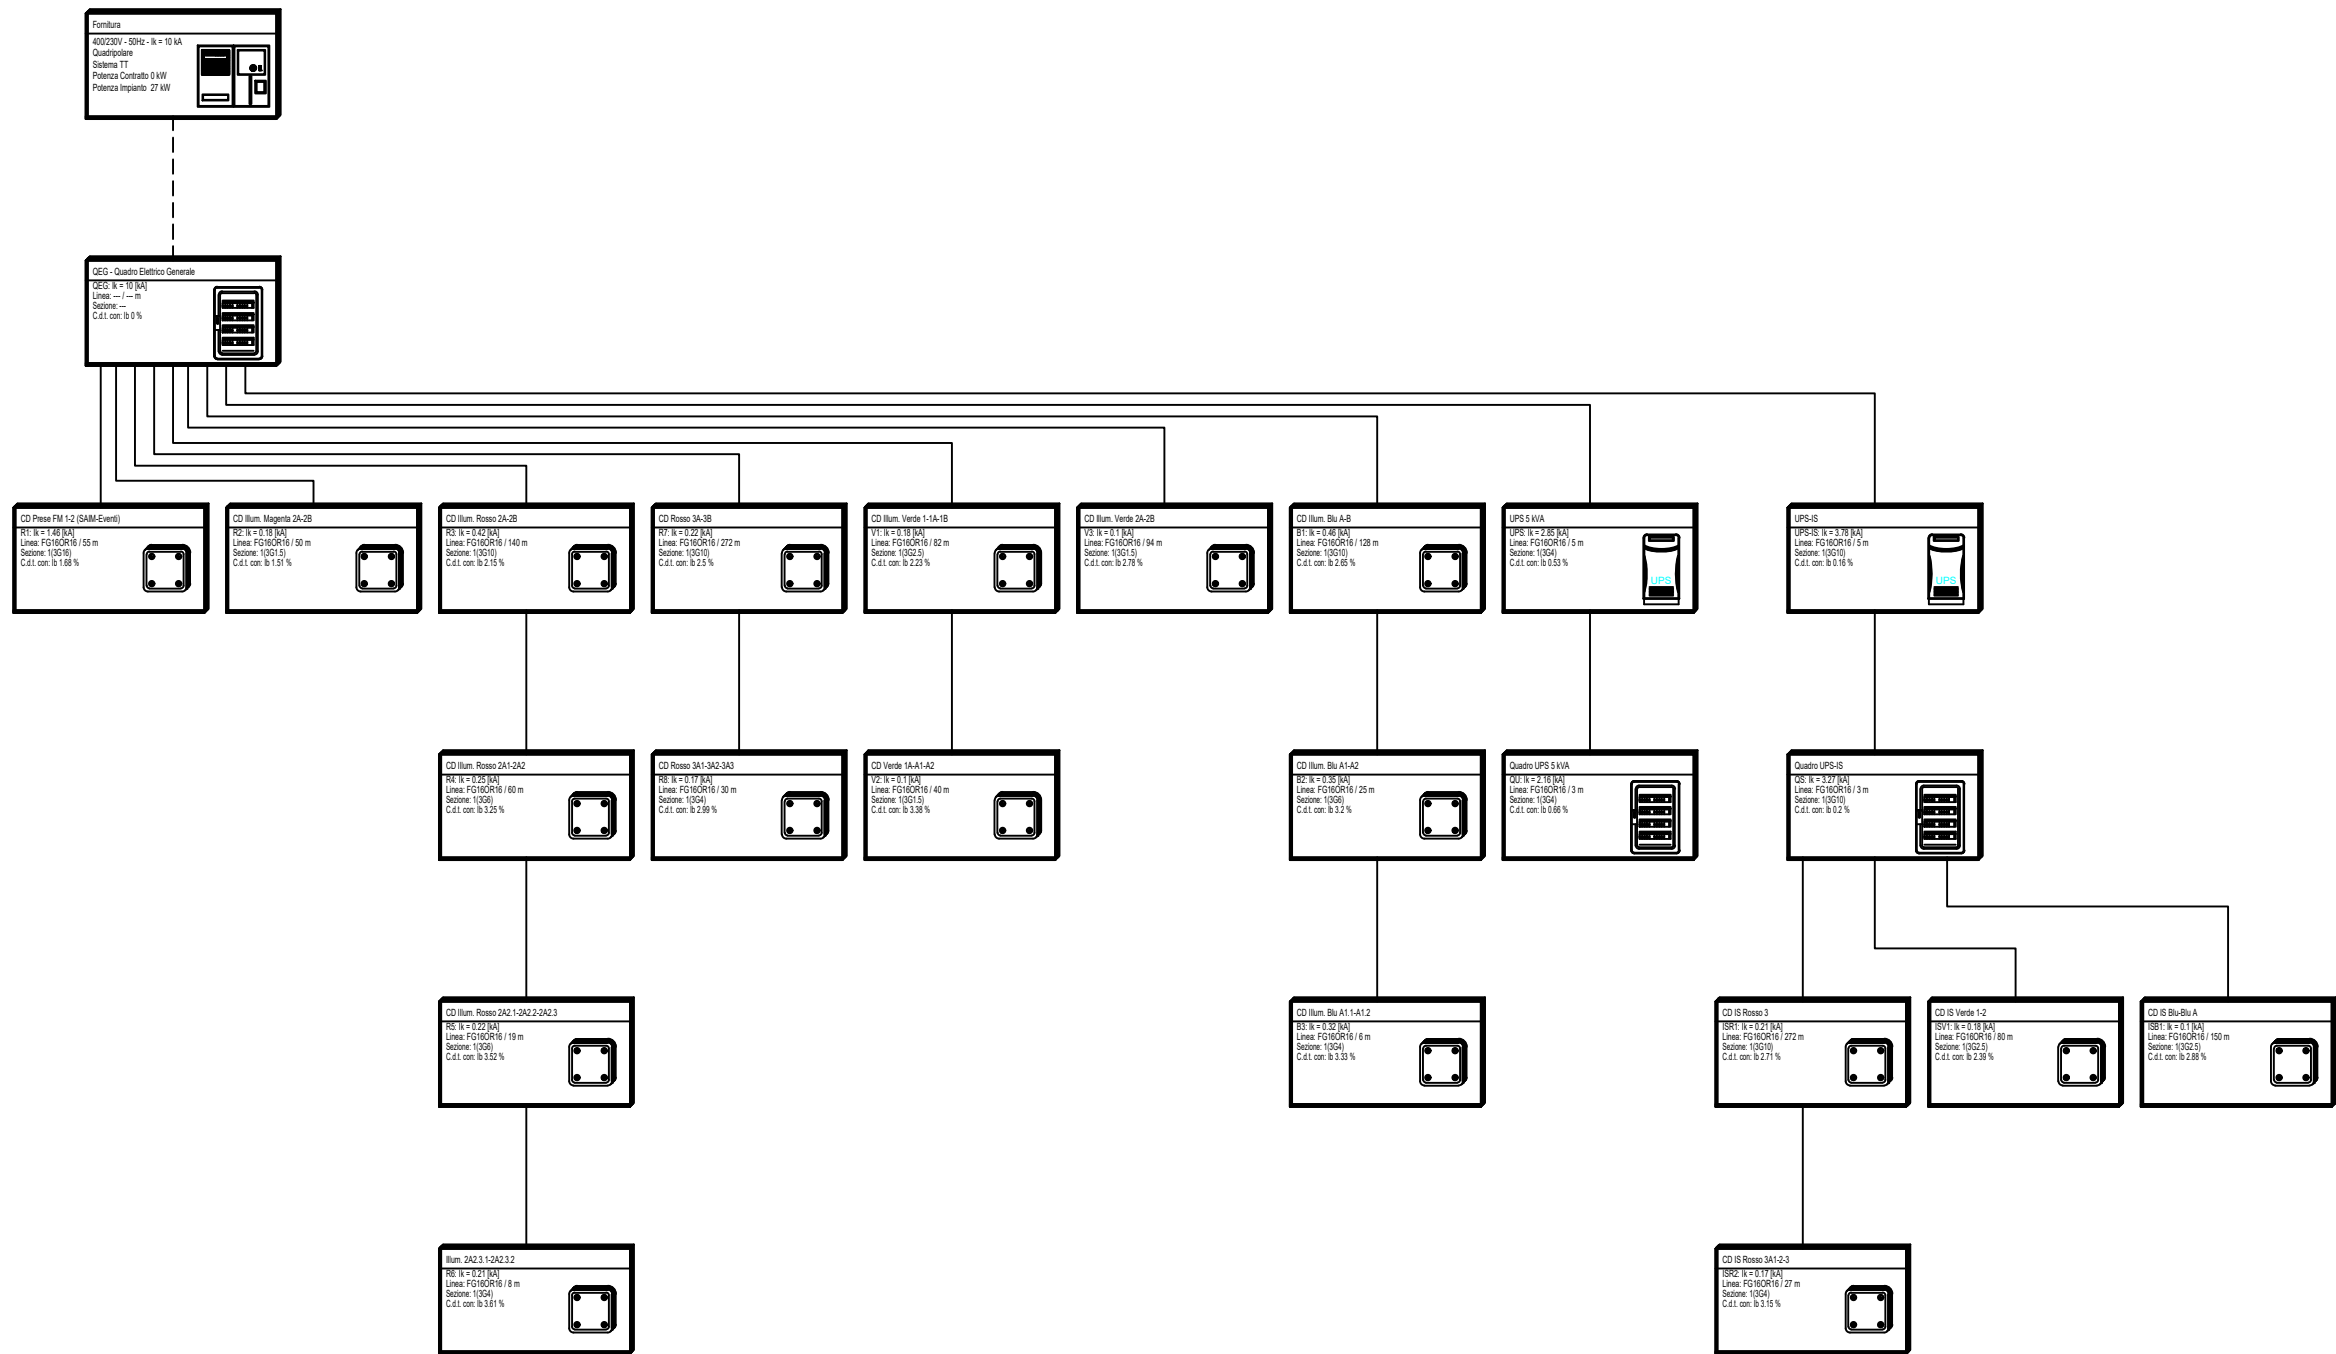 Fornitura
400/230V - 50Hz - Ik = 10 kA
Quadripolare
Sistema TT
Potenza Contratto 0 kW
Potenza Impianto 27 kW
QEG - Quadro Elettrico Generale
QEG: Ik = 10 [kA]
Linea: --- / --- m
Sezione: ---
C.d.t. con: Ib 0 %
CD Prese FM 1-2 (SAIM-Eventi)
R1: Ik = 1.46 [kA]
Linea: FG16OR16 / 55 m
Sezione: 1(3G16)
C.d.t. con: Ib 1.68 %
CD Illum. Magenta 2A-2B
R2: Ik = 0.18 [kA]
Linea: FG16OR16 / 50 m
Sezione: 1(3G1.5)
C.d.t. con: Ib 1.51 %
CD Illum. Rosso 2A-2B
R3: Ik = 0.42 [kA]
Linea: FG16OR16 / 140 m
Sezione: 1(3G10)
C.d.t. con: Ib 2.15 %
CD Rosso 3A-3B
R7: Ik = 0.22 [kA]
Linea: FG16OR16 / 272 m
Sezione: 1(3G10)
C.d.t. con: Ib 2.5 %
CD Illum. Verde 1-1A-1B
V1: Ik = 0.18 [kA]
Linea: FG16OR16 / 82 m
Sezione: 1(3G2.5)
C.d.t. con: Ib 2.23 %
CD Illum. Verde 2A-2B
V3: Ik = 0.1 [kA]
Linea: FG16OR16 / 94 m
Sezione: 1(3G1.5)
C.d.t. con: Ib 2.78 %
CD Illum. Blu A-B
B1: Ik = 0.46 [kA]
Linea: FG16OR16 / 128 m
Sezione: 1(3G10)
C.d.t. con: Ib 2.65 %
UPS 5 kVA
UPS: Ik = 2.85 [kA]
Linea: FG16OR16 / 5 m
Sezione: 1(3G4)
C.d.t. con: Ib 0.53 %
UPS
UPS-IS
UPS-IS: Ik = 3.78 [kA]
Linea: FG16OR16 / 5 m
Sezione: 1(3G10)
C.d.t. con: Ib 0.16 %
UPS
CD Illum. Rosso 2A1-2A2
R4: Ik = 0.25 [kA]
Linea: FG16OR16 / 60 m
Sezione: 1(3G6)
C.d.t. con: Ib 3.25 %
CD Rosso 3A1-3A2-3A3
R8: Ik = 0.17 [kA]
Linea: FG16OR16 / 30 m
Sezione: 1(3G4)
C.d.t. con: Ib 2.99 %
CD Verde 1A-A1-A2
V2: Ik = 0.1 [kA]
Linea: FG16OR16 / 40 m
Sezione: 1(3G1.5)
C.d.t. con: Ib 3.38 %
CD Illum. Blu A1-A2
B2: Ik = 0.35 [kA]
Linea: FG16OR16 / 25 m
Sezione: 1(3G6)
C.d.t. con: Ib 3.2 %
Quadro UPS 5 kVA
QU: Ik = 2.16 [kA]
Linea: FG16OR16 / 3 m
Sezione: 1(3G4)
C.d.t. con: Ib 0.66 %
Quadro UPS-IS
QS: Ik = 3.27 [kA]
Linea: FG16OR16 / 3 m
Sezione: 1(3G10)
C.d.t. con: Ib 0.2 %
CD Illum. Rosso 2A2.1-2A2.2-2A2.3
R5: Ik = 0.22 [kA]
Linea: FG16OR16 / 19 m
Sezione: 1(3G6)
C.d.t. con: Ib 3.52 %
CD Illum. Blu A1.1-A1.2
B3: Ik = 0.32 [kA]
Linea: FG16OR16 / 6 m
Sezione: 1(3G4)
C.d.t. con: Ib 3.33 %
CD IS Rosso 3
ISR1: Ik = 0.21 [kA]
Linea: FG16OR16 / 272 m
Sezione: 1(3G10)
C.d.t. con: Ib 2.71 %
CD IS Verde 1-2
ISV1: Ik = 0.18 [kA]
Linea: FG16OR16 / 80 m
Sezione: 1(3G2.5)
C.d.t. con: Ib 2.39 %
CD IS Blu-Blu A
ISB1: Ik = 0.1 [kA]
Linea: FG16OR16 / 150 m
Sezione: 1(3G2.5)
C.d.t. con: Ib 2.88 %
Illum. 2A2.3.1-2A2.3.2
R6: Ik = 0.21 [kA]
Linea: FG16OR16 / 8 m
Sezione: 1(3G4)
C.d.t. con: Ib 3.61 %
CD IS Rosso 3A1-2-3
ISR2: Ik = 0.17 [kA]
Linea: FG16OR16 / 27 m
Sezione: 1(3G4)
C.d.t. con: Ib 3.15 %